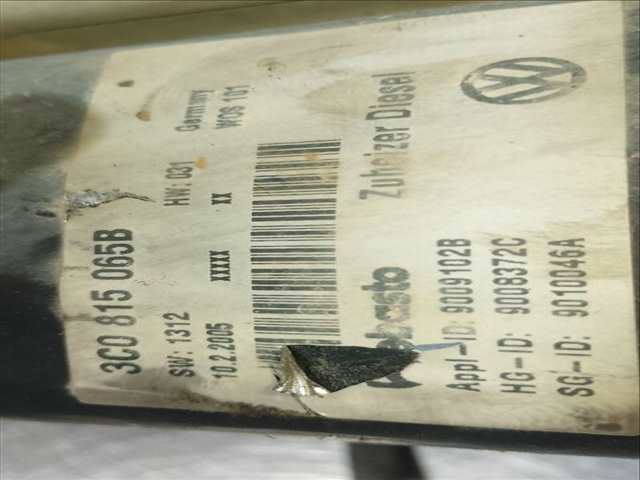 3C0 815 065B
SW: 1312 HW: 031 Germany
10.2.2005 XXXXX XX WOS 101
Zuheizer Diesel
Appl-ID: 9009102B
HG-ID: 9008372C
SG-ID: 9010046A